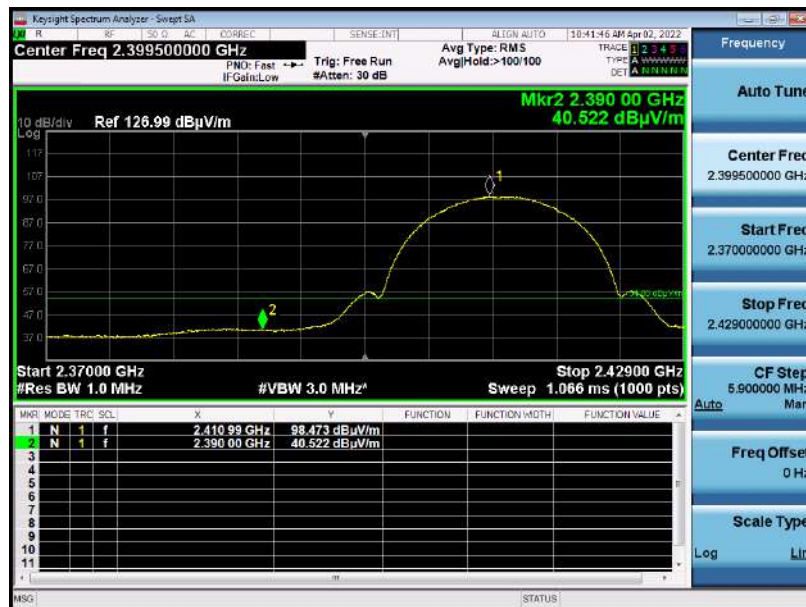 Keysight Spectrum Analyzer - Swept SA
R RF 50 Ω AC CORREC SENSE:INT ALIGN AUTO 10:41:46 AM Apr 02, 2022
Center Freq 2.399500000 GHz
PNO: Fast
IFGain:Low
Trig: Free Run
#Atten: 30 dB
Avg Type: RMS
Avg|Hold:>100/100
TRACE 1 2 3 4 5 6
TYPE A WWWWW
DET A N N N N N
Mkr2 2.390 00 GHz
40.522 dBµV/m
10 dB/div Ref 126.99 dBµV/m
Log
117
107
97.0
87.0
77.0
67.0
57.0
47.0
37.0
1
2
Start 2.37000 GHz Stop 2.42900 GHz
#Res BW 1.0 MHz #VBW 3.0 MHz* Sweep 1.066 ms (1000 pts)
MKR MODE TRC SCL X Y FUNCTION FUNCTION WIDTH FUNCTION VALUE
1 N 1 f 2.410 99 GHz 98.473 dBµV/m
2 N 1 f 2.390 00 GHz 40.522 dBµV/m
3
4
5
6
7
8
9
10
11
MSG STATUS
Frequency
Auto Tune
Center Freq
2.399500000 GHz
Start Freq
2.370000000 GHz
Stop Freq
2.429000000 GHz
CF Step
5.900000 MHz
Auto Man
Freq Offset
0 Hz
Scale Type
Log Lin